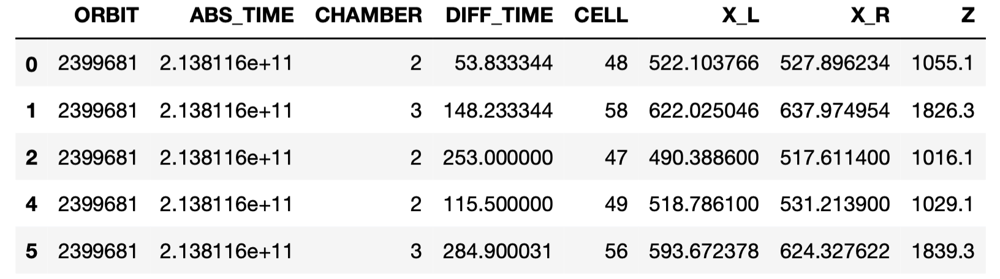 ORBIT ABS_TIME CHAMBER DIFF_TIME CELL X_L X_R Z
0 2399681 2.138116e+11 2 53.833344 48 522.103766 527.896234 1055.1
1 2399681 2.138116e+11 3 148.233344 58 622.025046 637.974954 1826.3
2 2399681 2.138116e+11 2 253.000000 47 490.388600 517.611400 1016.1
4 2399681 2.138116e+11 2 115.500000 49 518.786100 531.213900 1029.1
5 2399681 2.138116e+11 3 284.900031 56 593.672378 624.327622 1839.3